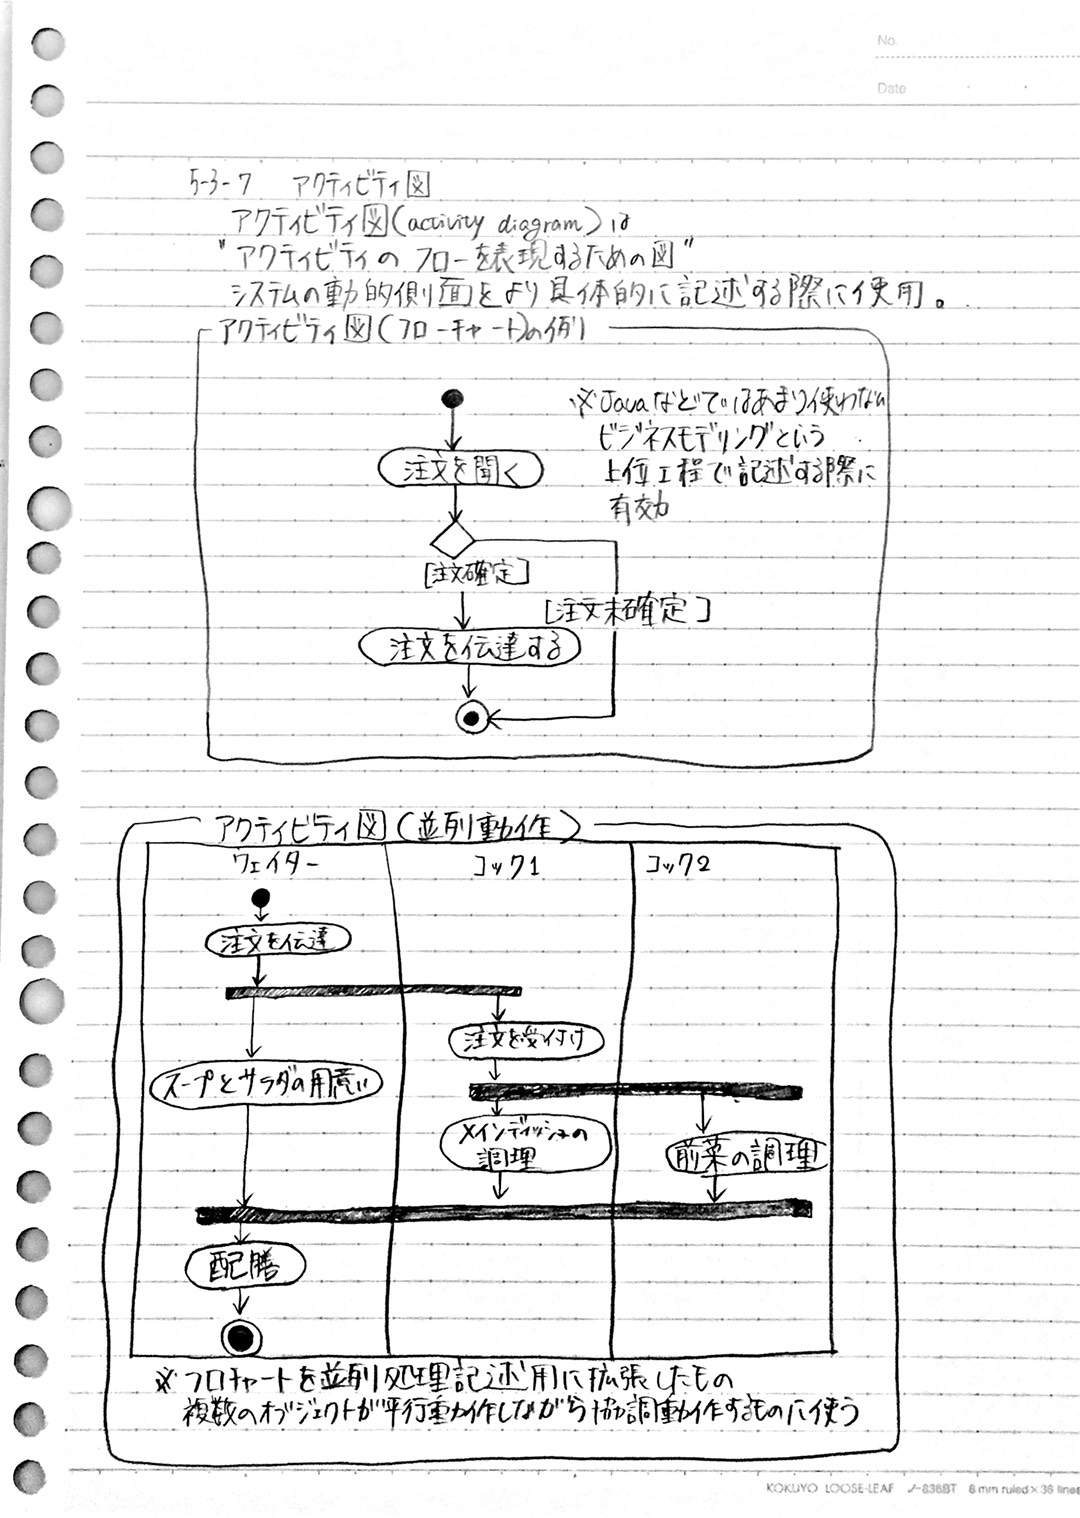 No.
Date
5-3-7 アクティビティ図
アクティビティ図(activity diagram)は
"アクティビティの フローを表現するための図"
システムの動的側面をより具体的に記述する際に使用。
アクティビティ図(フローチャート)の例
※Javaなどではあまり使わない
ビジネスモデリングという
上位工程で記述する際に
有効
注文を聞く
[注文確定]
[注文未確定]
注文を伝達する
アクティビティ図(並列動作)
ウェイター
コック1
コック2
注文を伝達
注文を受付け
スープとサラダの用意い
メインディッシュの
調理
前菜の調理
配膳
※フロチャートを並列処理記述用に拡張したもの
複数のオブジェクトが平行動作しながら協調動作するものに使う
KOKUYO LOOSE-LEAF ノ-836BT 6 mm ruled×36 lines